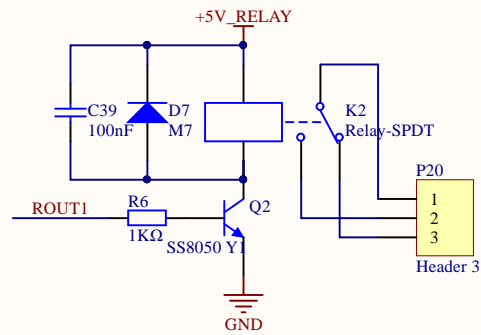 +5V_RELAY
C39
100nF
D7
M7
K2
Relay-SPDT
P20
1
2
3
Header 3
ROUT1
R6
1KΩ
Q2
SS8050 Y1
GND